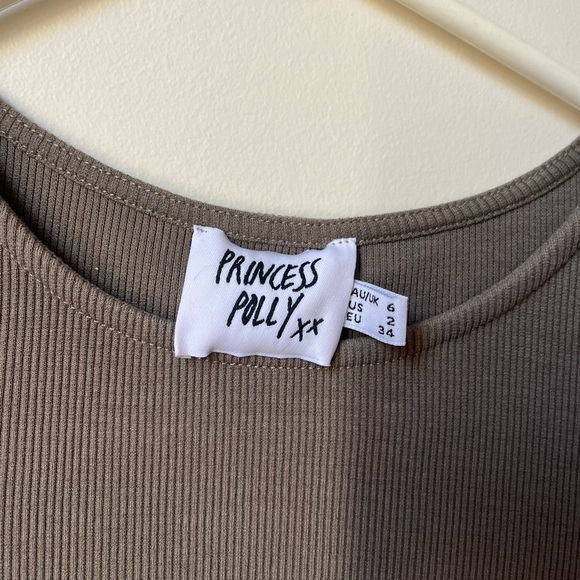 PRINCESS
POLLY xx
AU/UK 6
US 2
EU 34